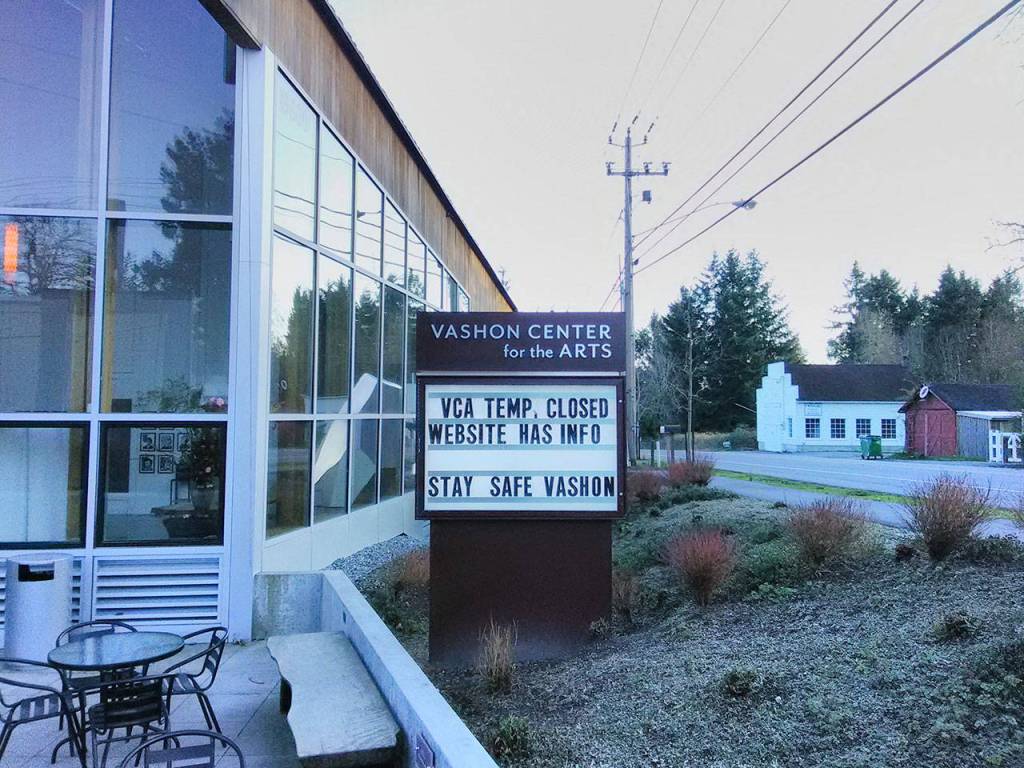 VASHON CENTER
for the ARTS
VCA TEMP. CLOSED
WEBSITE HAS INFO
STAY SAFE VASHON